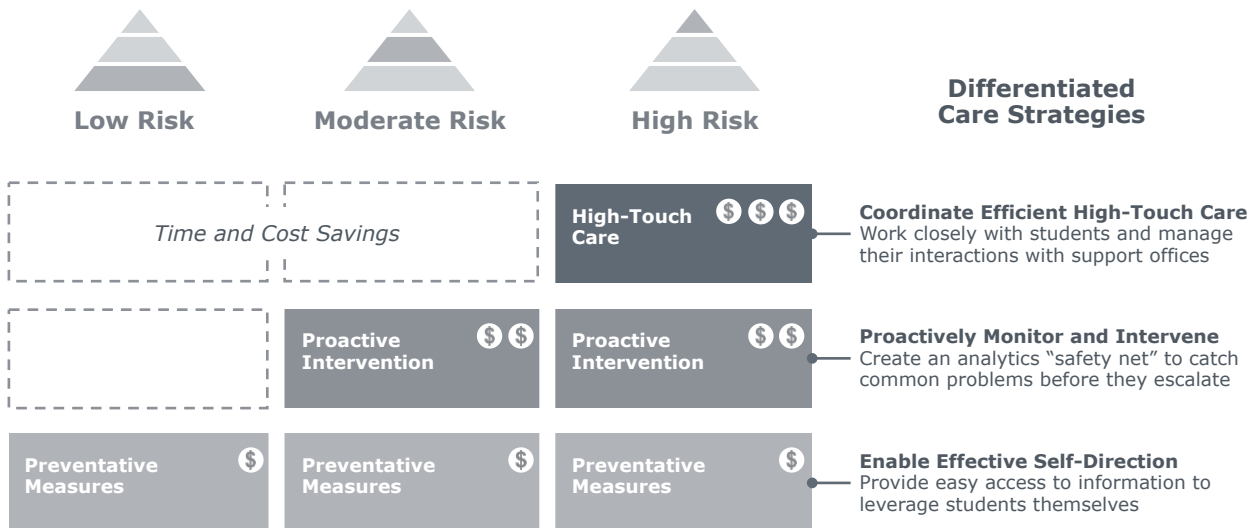 Low Risk
Moderate Risk
High Risk
Differentiated
Care Strategies
Time and Cost Savings
High-Touch
Care
$ $ $
Coordinate Efficient High-Touch Care
Work closely with students and manage
their interactions with support offices
Proactive
Intervention
$ $
Proactive
Intervention
$ $
Proactively Monitor and Intervene
Create an analytics “safety net” to catch
common problems before they escalate
Preventative
Measures
$
Preventative
Measures
$
Preventative
Measures
$
Enable Effective Self-Direction
Provide easy access to information to
leverage students themselves